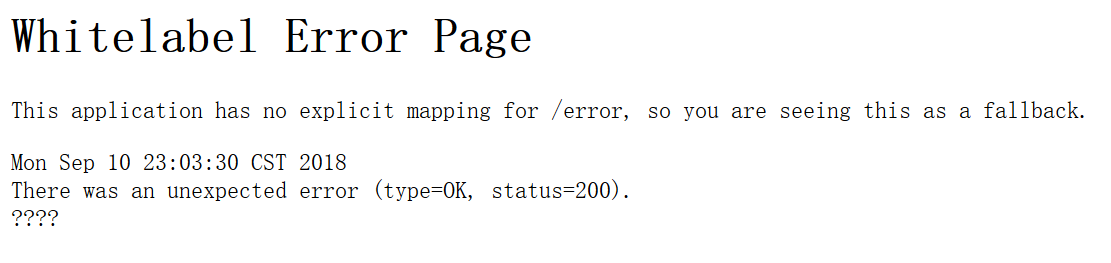 Whitelabel Error Page
This application has no explicit mapping for /error, so you are seeing this as a fallback.
Mon Sep 10 23:03:30 CST 2018
There was an unexpected error (type=OK, status=200).
????